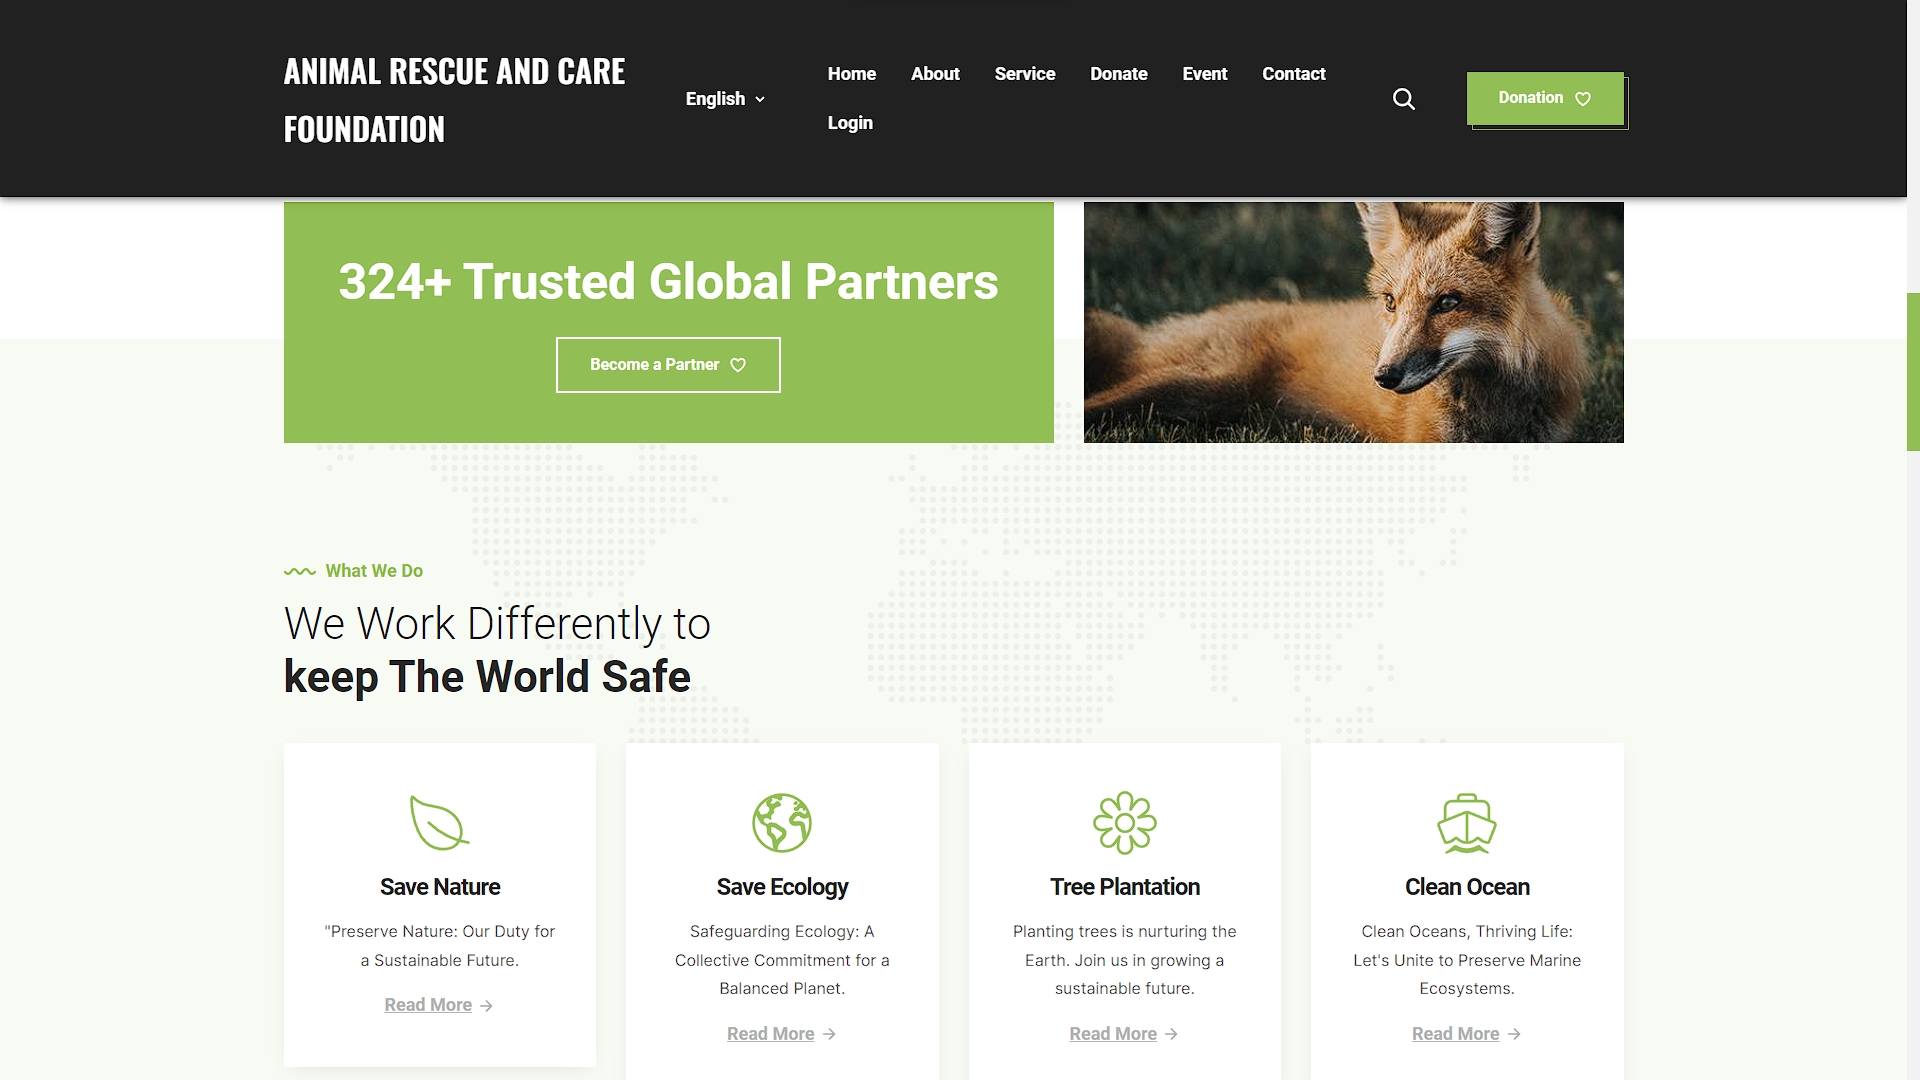 ANIMAL RESCUE AND CARE
FOUNDATION
English
Home About Service Donate Event Contact
Login
Donation
324+ Trusted Global Partners
Become a Partner
What We Do
We Work Differently to
keep The World Safe
Save Nature
"Preserve Nature: Our Duty for
a Sustainable Future.
Read More
Save Ecology
Safeguarding Ecology: A
Collective Commitment for a
Balanced Planet.
Read More
Tree Plantation
Planting trees is nurturing the
Earth. Join us in growing a
sustainable future.
Read More
Clean Ocean
Clean Oceans, Thriving Life:
Let's Unite to Preserve Marine
Ecosystems.
Read More